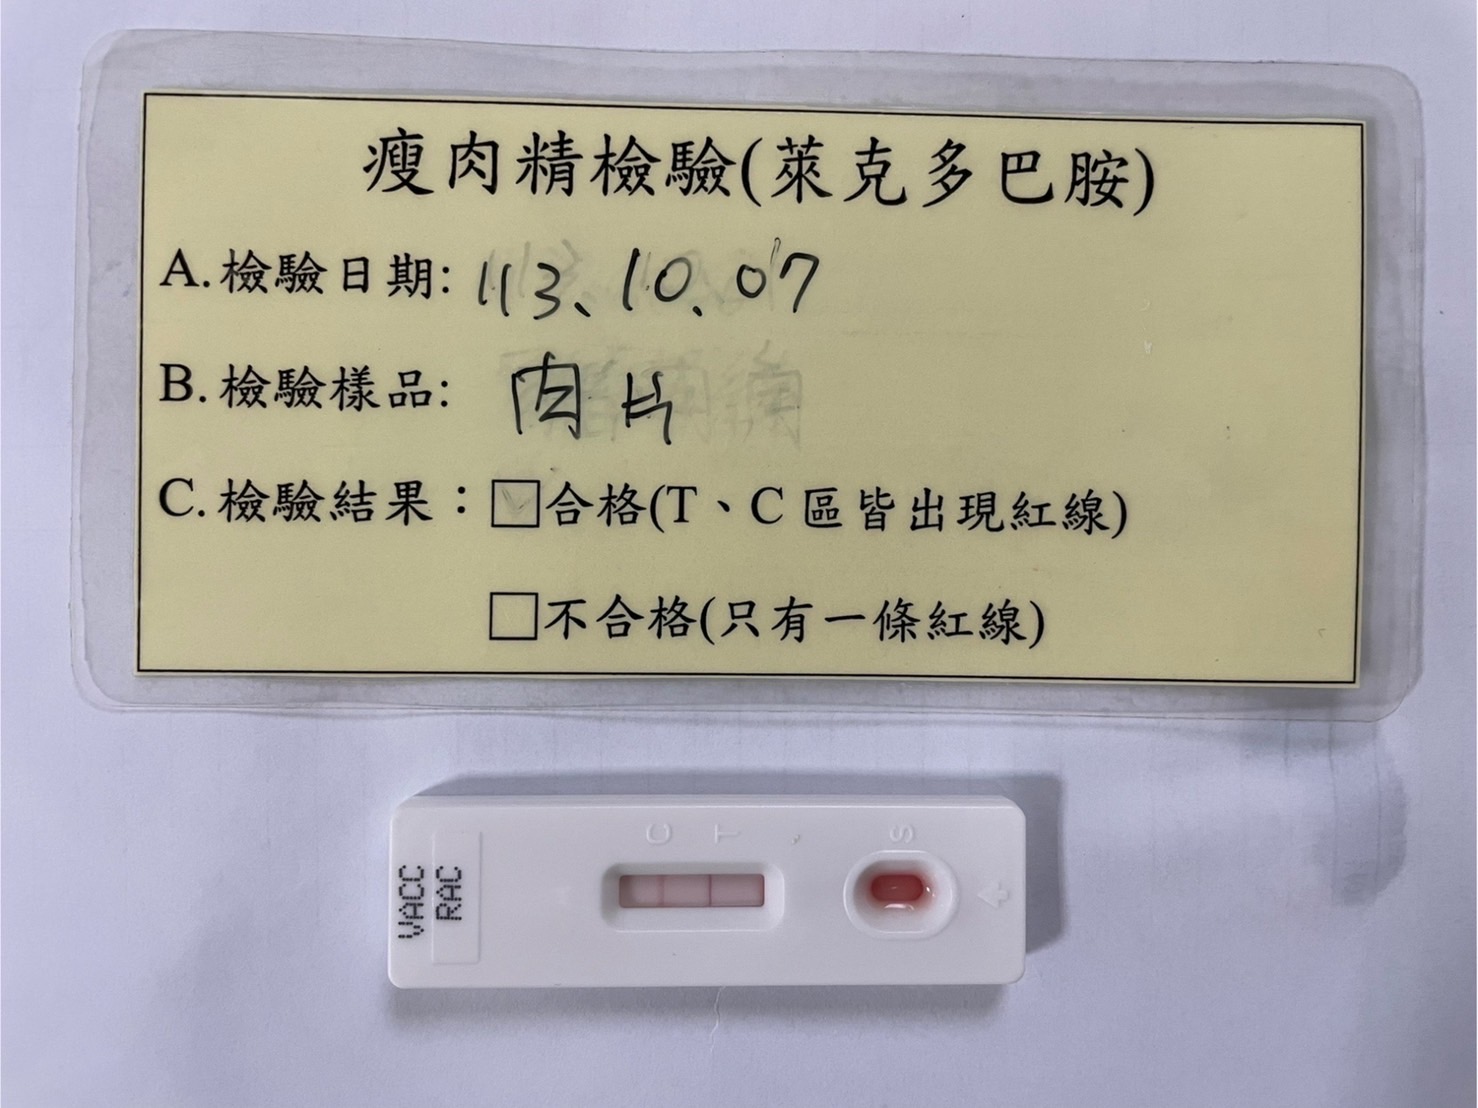 瘦肉精檢驗(萊克多巴胺)
A.檢驗日期: 113、10.07
B.檢驗樣品: 肉片
C.檢驗結果：□合格(T、C區皆出現紅線)
□不合格(只有一條紅線)
C T S
VACC
RAC